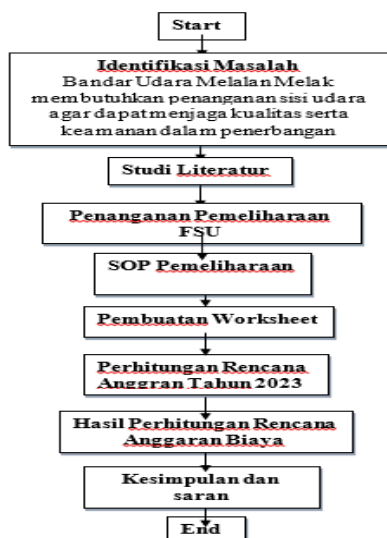 Start
Identifikasi Masalah
Bandar Udara Melalan Melak
membutuhkan penanganan sisi udara
agar dapat menjaga kualitas serta
keamanan dalam penerbangan
Studi Literatur
Penanganan Pemeliharaan
FSU
SOP Pemeliharaan
Pembuatan Worksheet
Perhitungan Rencana
Anggran Tahun 2023
Hasil Perhitungan Rencana
Anggaran Biaya
Kesimpulan dan
saran
End